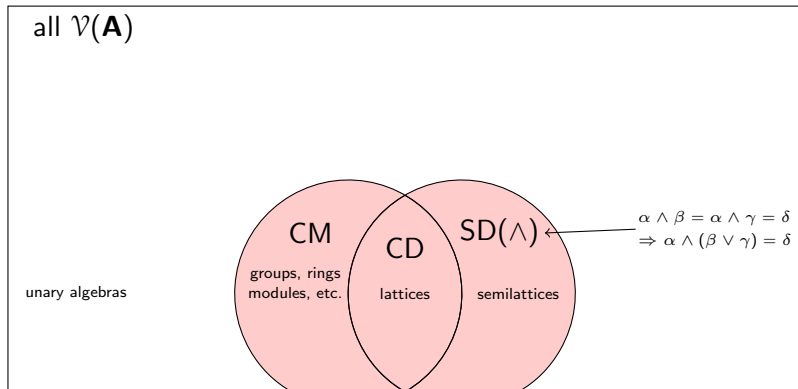 all 𝒱(𝐀)
CM
groups, rings
modules, etc.
CD
lattices
SD(∧)
semilattices
α ∧ β = α ∧ γ = δ
⇒ α ∧ (β ∨ γ) = δ
unary algebras